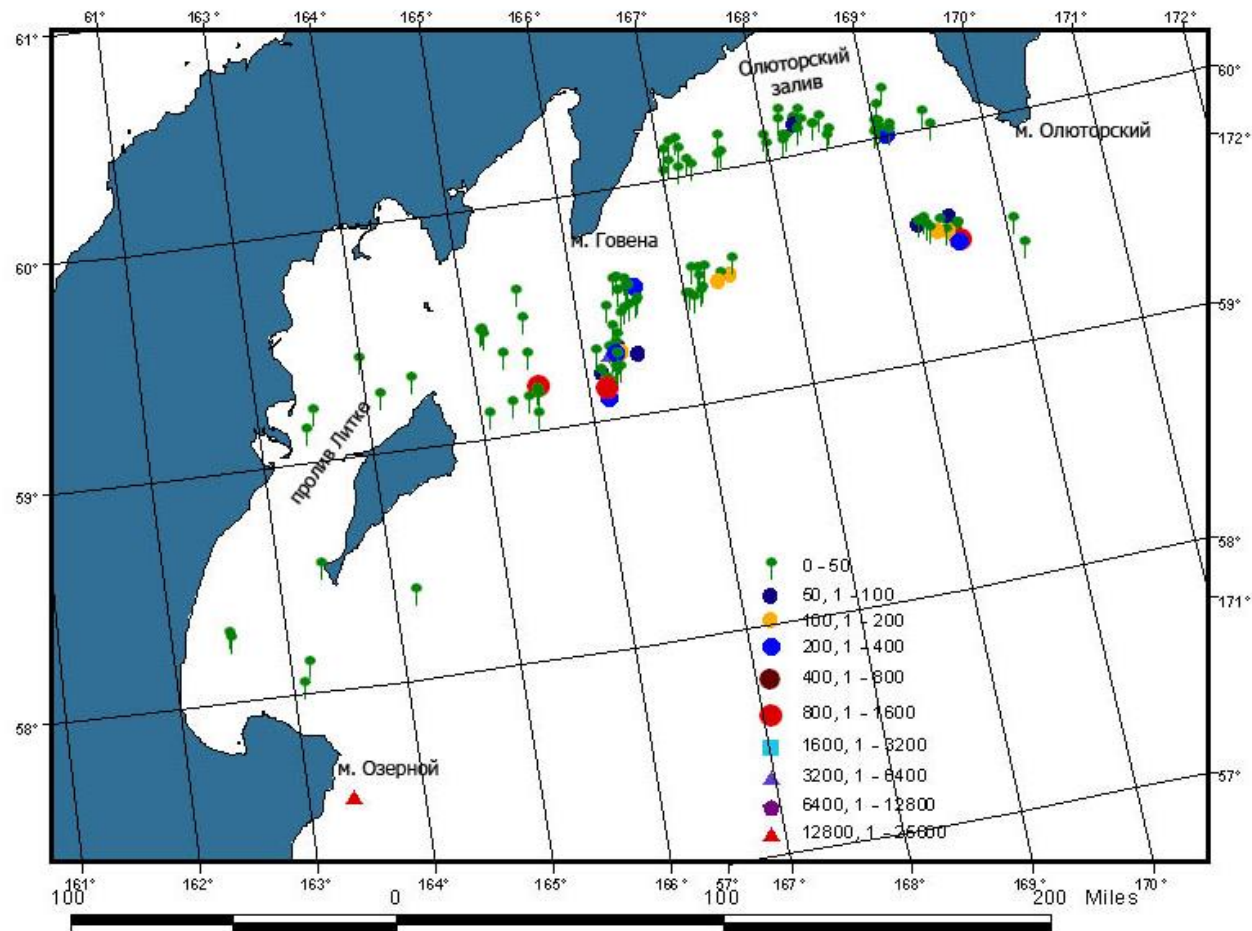 61° 163° 164° 165° 166° 167° 168° 169° 170° 171° 172°
61°
60°
Олюторский
залив
м. Олюторский
172°
м. Говена
60°
59°
пролив Литке
59°
58°
0 - 50
50,1 - 100
100,1 - 200
171°
200,1 - 400
400,1 - 800
800,1 - 1600
58°
1600,1 - 3200
м. Озерной
3200,1 - 6400
57°
6400,1 - 12800
12800,1 - 25600
161° 162° 163° 164° 165° 166° 57° 167° 168° 169° 170°
100 0 100 200 Miles